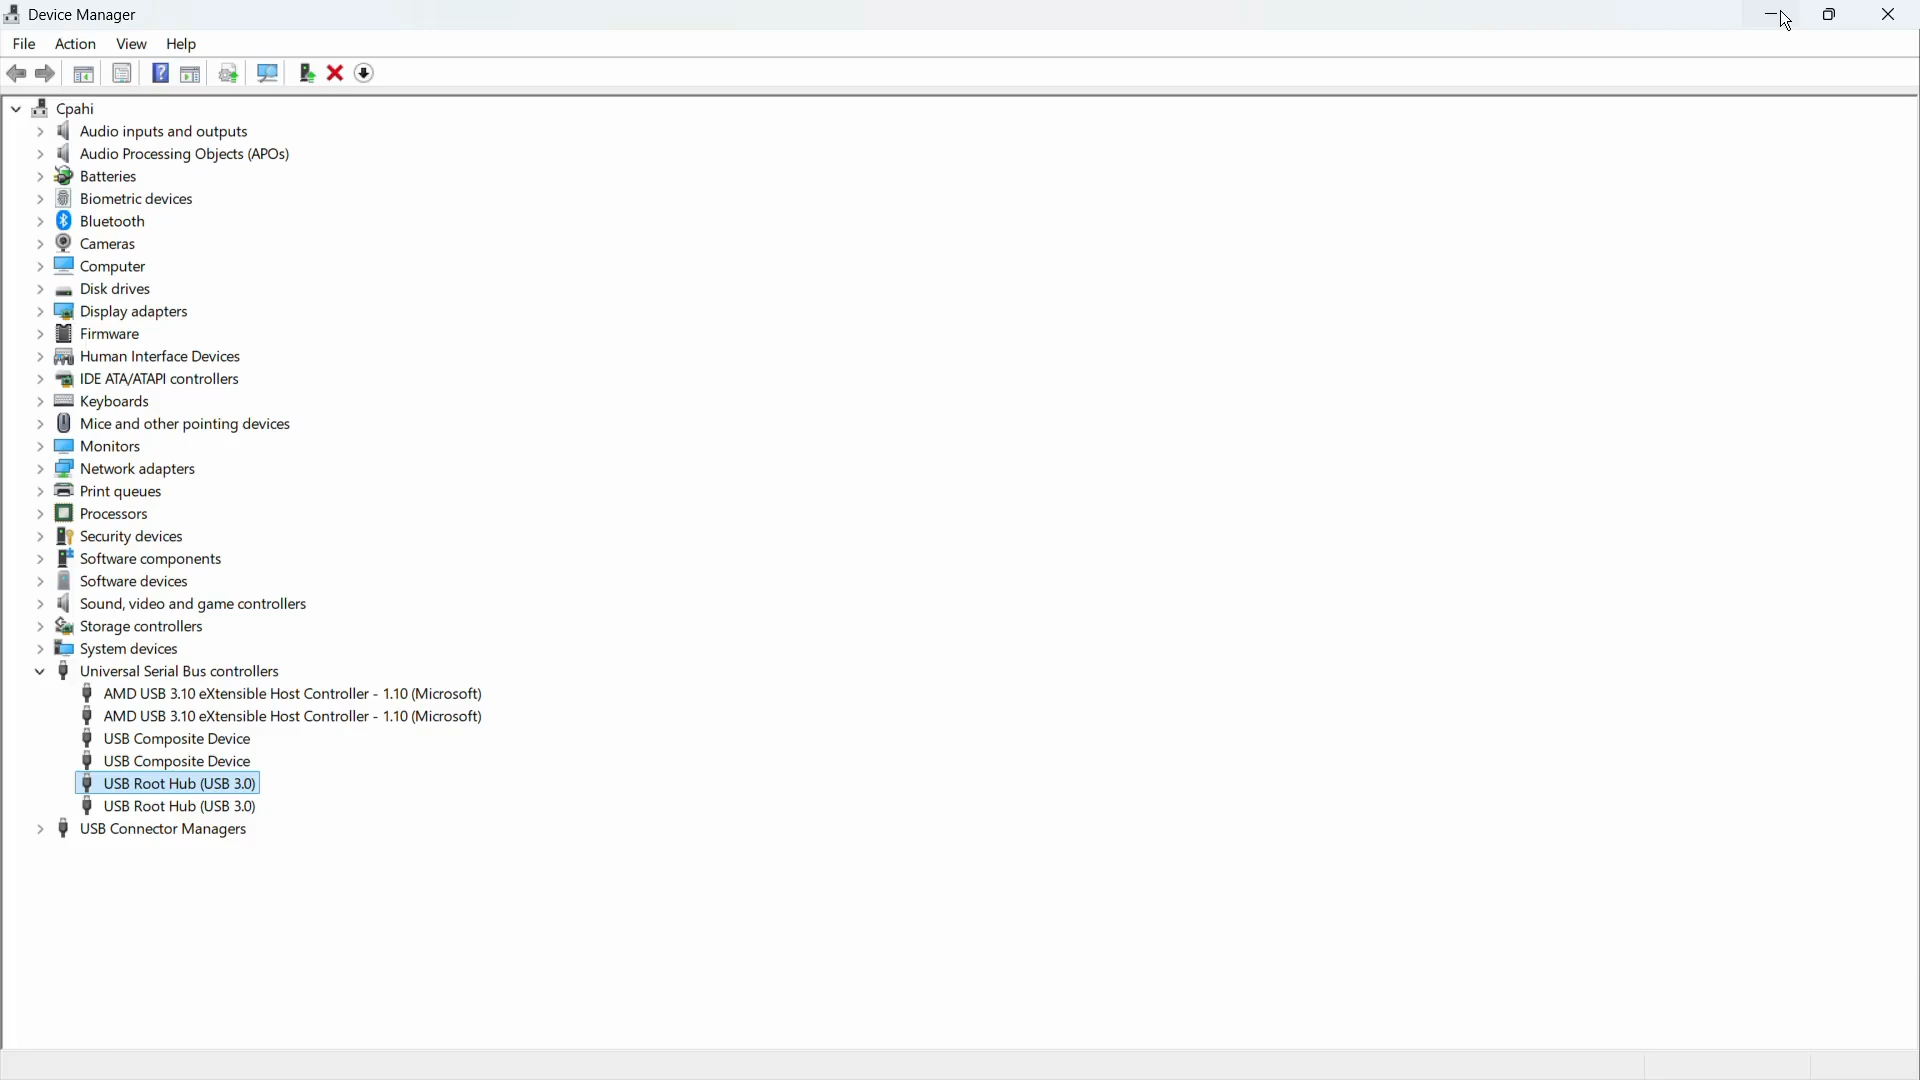 Device Manager
File Action View Help
Cpahi
Audio inputs and outputs
Audio Processing Objects (APOs)
Batteries
Biometric devices
Bluetooth
Cameras
Computer
Disk drives
Display adapters
Firmware
Human Interface Devices
IDE ATA/ATAPI controllers
Keyboards
Mice and other pointing devices
Monitors
Network adapters
Print queues
Processors
Security devices
Software components
Software devices
Sound, video and game controllers
Storage controllers
System devices
Universal Serial Bus controllers
AMD USB 3.10 eXtensible Host Controller - 1.10 (Microsoft)
AMD USB 3.10 eXtensible Host Controller - 1.10 (Microsoft)
USB Composite Device
USB Composite Device
USB Root Hub (USB 3.0)
USB Root Hub (USB 3.0)
USB Connector Managers